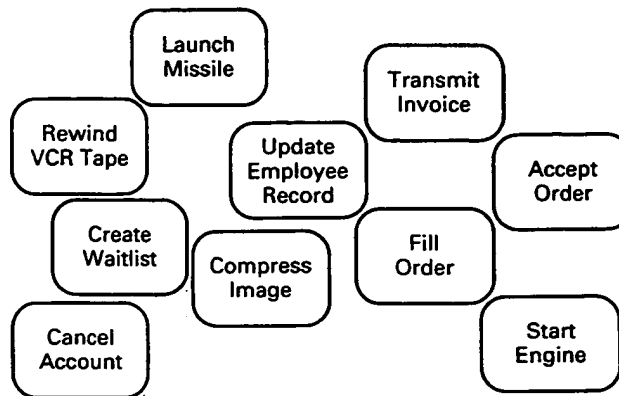 Launch
Missile
Transmit
Invoice
Rewind
VCR Tape
Update
Employee
Record
Accept
Order
Create
Waitlist
Compress
Image
Fill
Order
Cancel
Account
Start
Engine